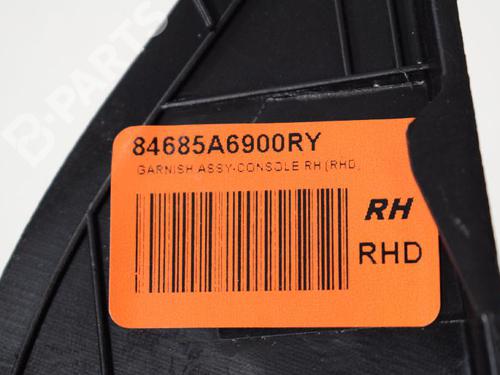 B-PARTS
84685A6900RY
GARNISH ASSY-CONSOLE RH (RHD,
RH
RHD